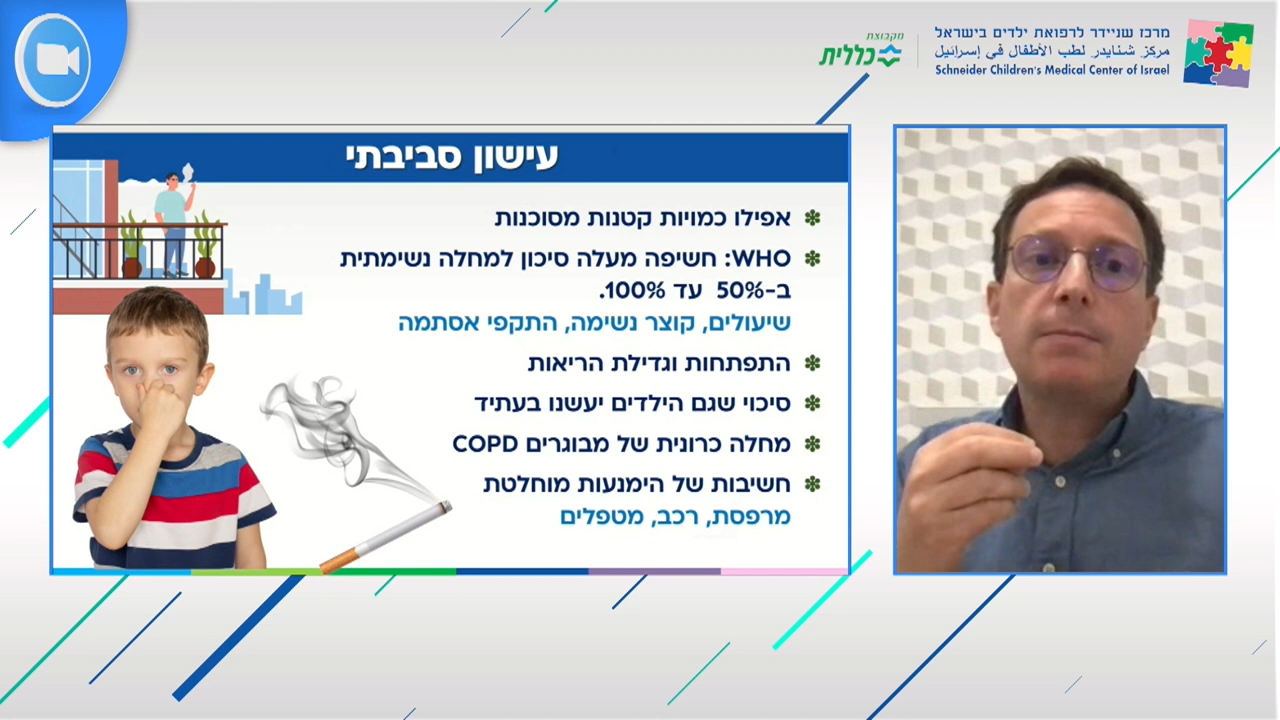 מקבוצת
כללית
מרכז שניידר לרפואת ילדים בישראל
مركز شنايدر لطب الأطفال في إسرائيل
Schneider Children's Medical Center of Israel
עישון סביבתי
אפילו כמויות קטנות מסוכנות
WHO: חשיפה מעלה סיכון למחלה נשימתית
ב-50% עד 100%.
שיעולים, קוצר נשימה, התקפי אסתמה
התפתחות וגדילת הריאות
סיכוי שגם הילדים יעשנו בעתיד
מחלה כרונית של מבוגרים COPD
חשיבות של הימנעות מוחלטת
מרפסת, רכב, מטפלים